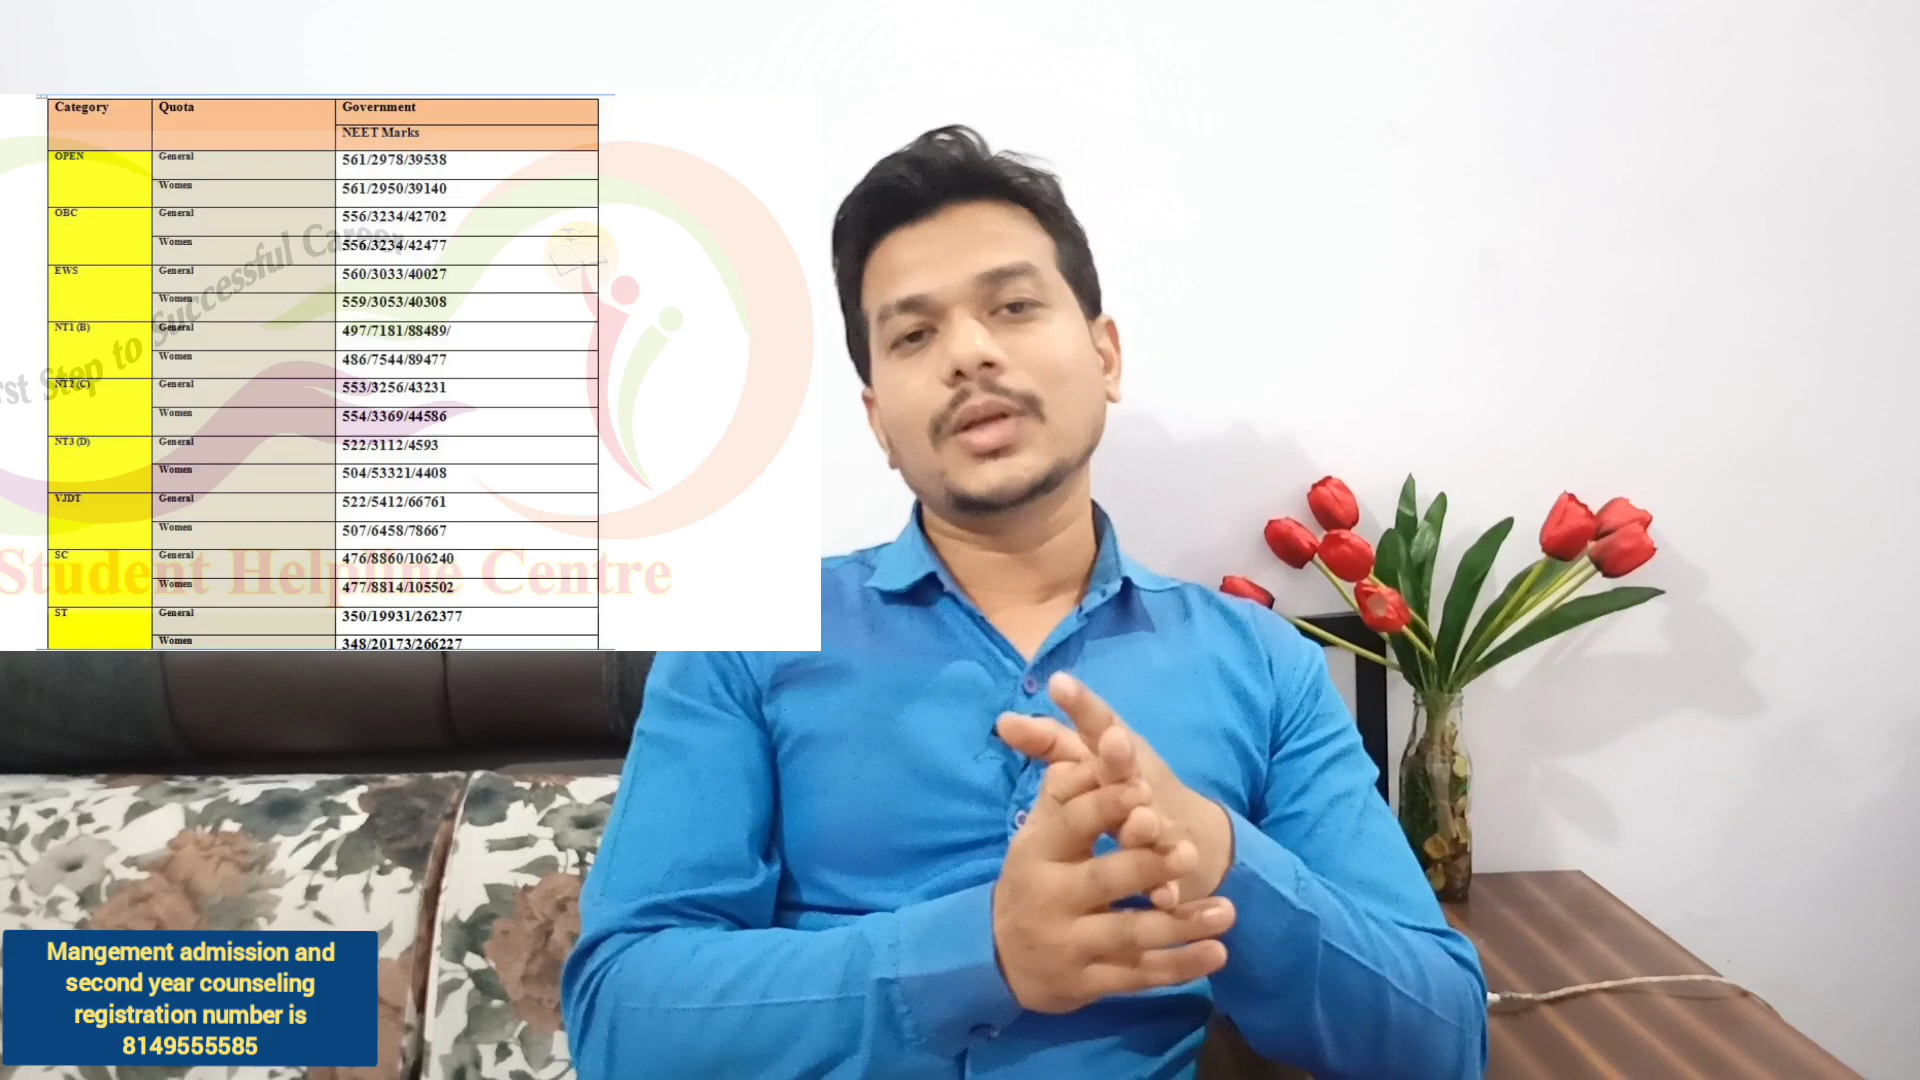 Category Quota Government
NEET Marks
OPEN General 561/2978/39538
Women 561/2950/39140
OBC General 556/3234/42702
Women 556/3234/42477
EWS General 560/3033/40027
Women 559/3053/40308
NT1 (B) General 497/7181/88489/
Women 486/7544/89477
NT2 (C) General 553/3256/43231
Women 554/3369/44586
NT3 (D) General 522/3112/4593
Women 504/53321/4408
VJDT General 522/5412/66761
Women 507/6458/78667
SC General 476/8860/106240
Women 477/8814/105502
ST General 350/19931/262377
Women 348/20173/266227
rst Step to Successful Career
Student Helpline Centre
Mangement admission and
second year counseling
registration number is
8149555585